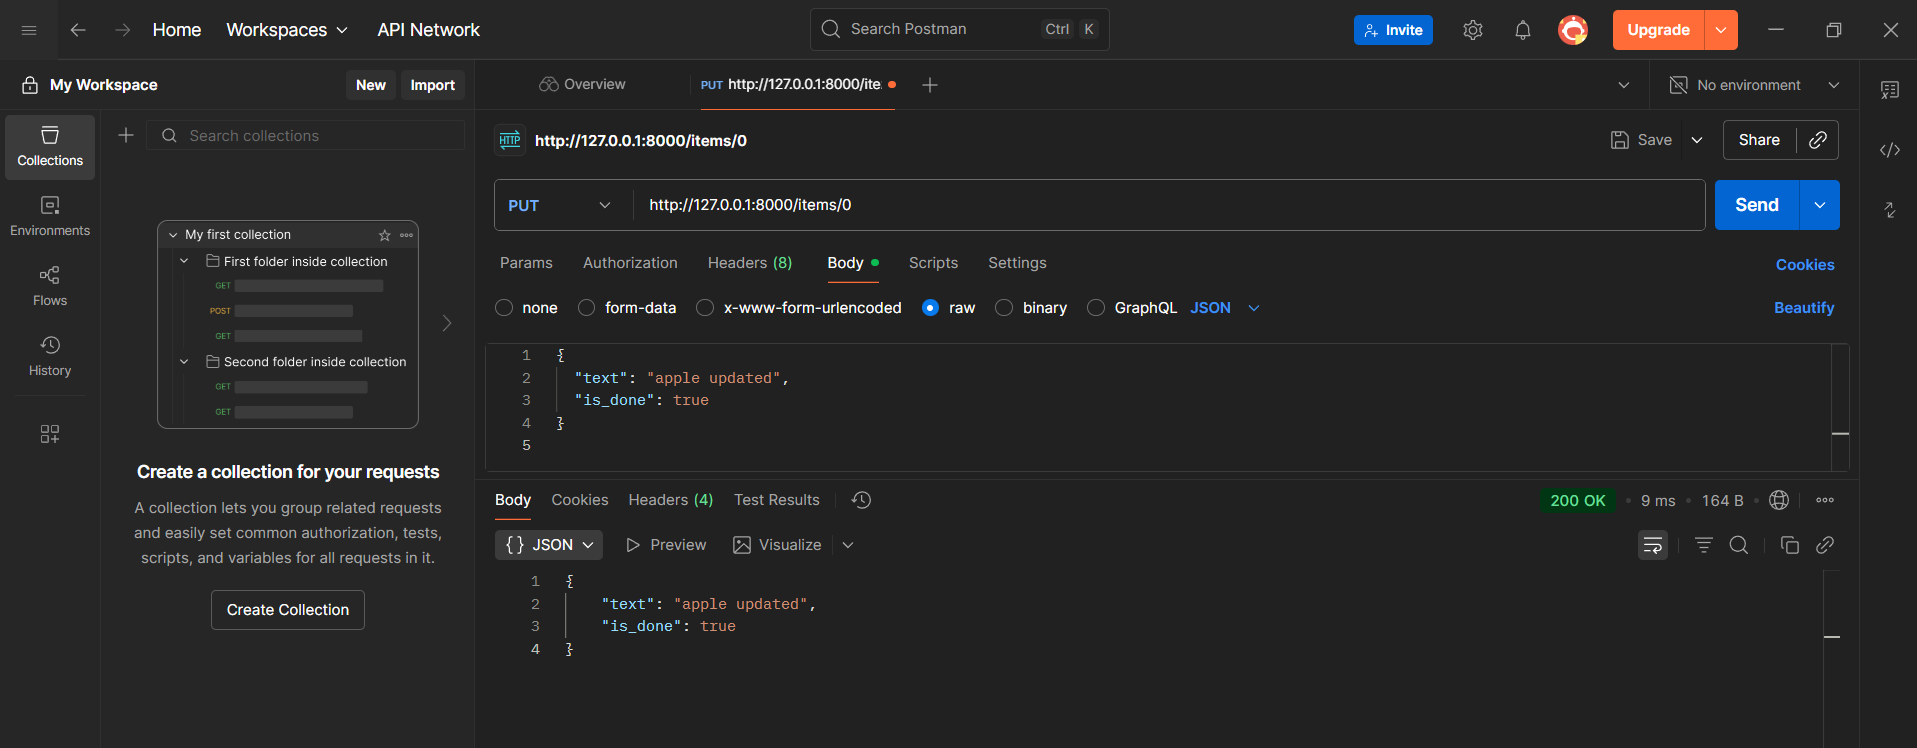 Home Workspaces API Network Search Postman Ctrl K Invite Upgrade
My Workspace New Import Overview PUT http://127.0.0.1:8000/ite. No environment
Collections
Environments
Flows
History
Search collections
My first collection
First folder inside collection
GET
POST
GET
Second folder inside collection
GET
GET
Create a collection for your requests
A collection lets you group related requests
and easily set common authorization, tests,
scripts, and variables for all requests in it.
Create Collection
HTTP http://127.0.0.1:8000/items/0 Save Share
PUT http://127.0.0.1:8000/items/0 Send
Params Authorization Headers (8) Body Scripts Settings Cookies
none form-data x-www-form-urlencoded raw binary GraphQL JSON Beautify
1 {
2 "text": "apple updated",
3 "is_done": true
4 }
5
Body Cookies Headers (4) Test Results 200 OK • 9 ms • 164 B •
{} JSON Preview Visualize
1 {
2 "text": "apple updated",
3 "is_done": true
4 }